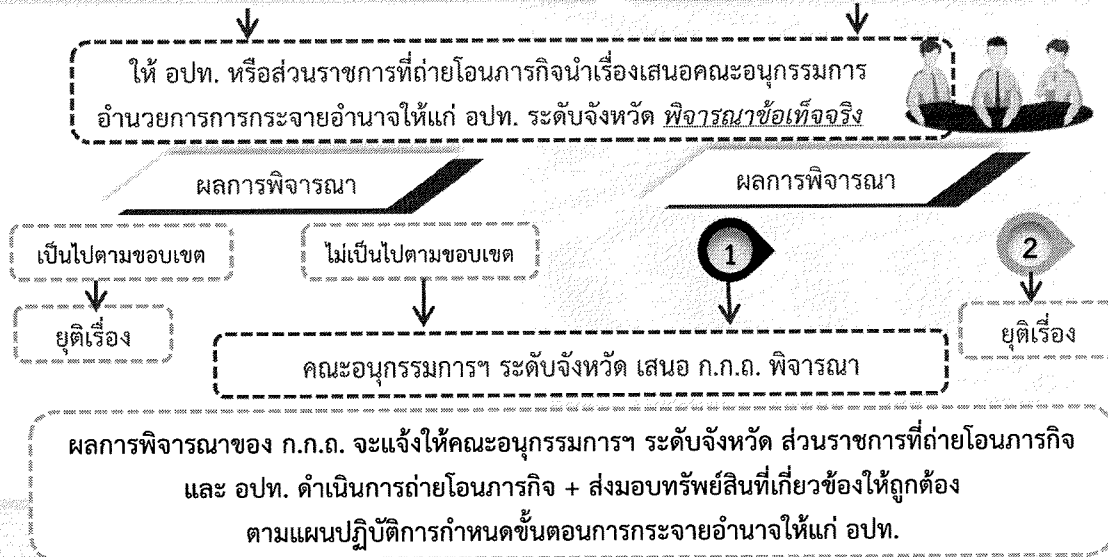 ให้ อปท. หรือส่วนราชการที่ถ่ายโอนภารกิจนำเรื่องเสนอคณะอนุกรรมการ
อำนวยการการกระจายอำนาจให้แก่ อปท. ระดับจังหวัด พิจารณาข้อเท็จจริง
ผลการพิจารณา
ผลการพิจารณา
เป็นไปตามขอบเขต
ไม่เป็นไปตามขอบเขต
1
2
ยุติเรื่อง
ยุติเรื่อง
คณะอนุกรรมการฯ ระดับจังหวัด เสนอ ก.ก.ถ. พิจารณา
ผลการพิจารณาของ ก.ก.ถ. จะแจ้งให้คณะอนุกรรมการฯ ระดับจังหวัด ส่วนราชการที่ถ่ายโอนภารกิจ
และ อปท. ดำเนินการถ่ายโอนภารกิจ + ส่งมอบทรัพย์สินที่เกี่ยวข้องให้ถูกต้อง
ตามแผนปฏิบัติการกำหนดขั้นตอนการกระจายอำนาจให้แก่ อปท.